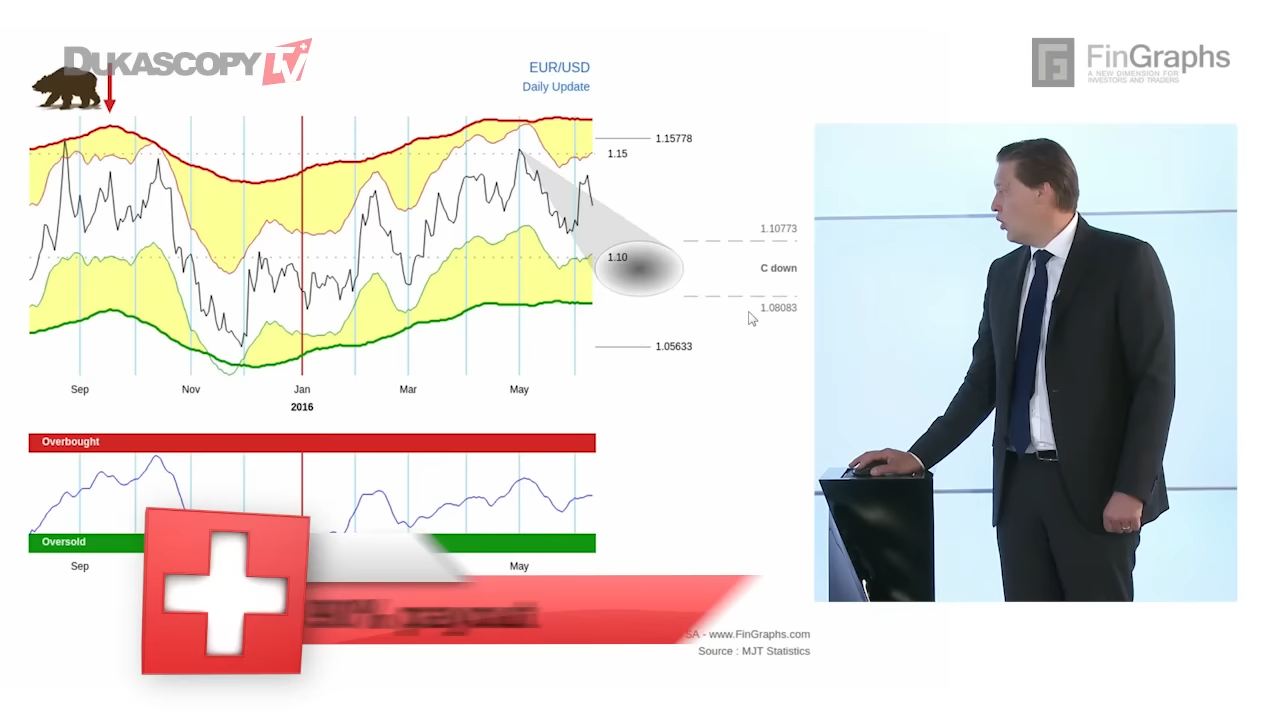 DUKASCOPY TV
FinGraphs
A NEW DIMENSION FOR
INVESTORS AND TRADERS
EUR/USD
Daily Update
1.15778
1.15
1.10773
1.10
C down
1.08083
1.05633
Sep
Nov
Jan
Mar
May
2016
Overbought
Oversold
Sep
May
SA - www.FinGraphs.com
Source : MJT Statistics